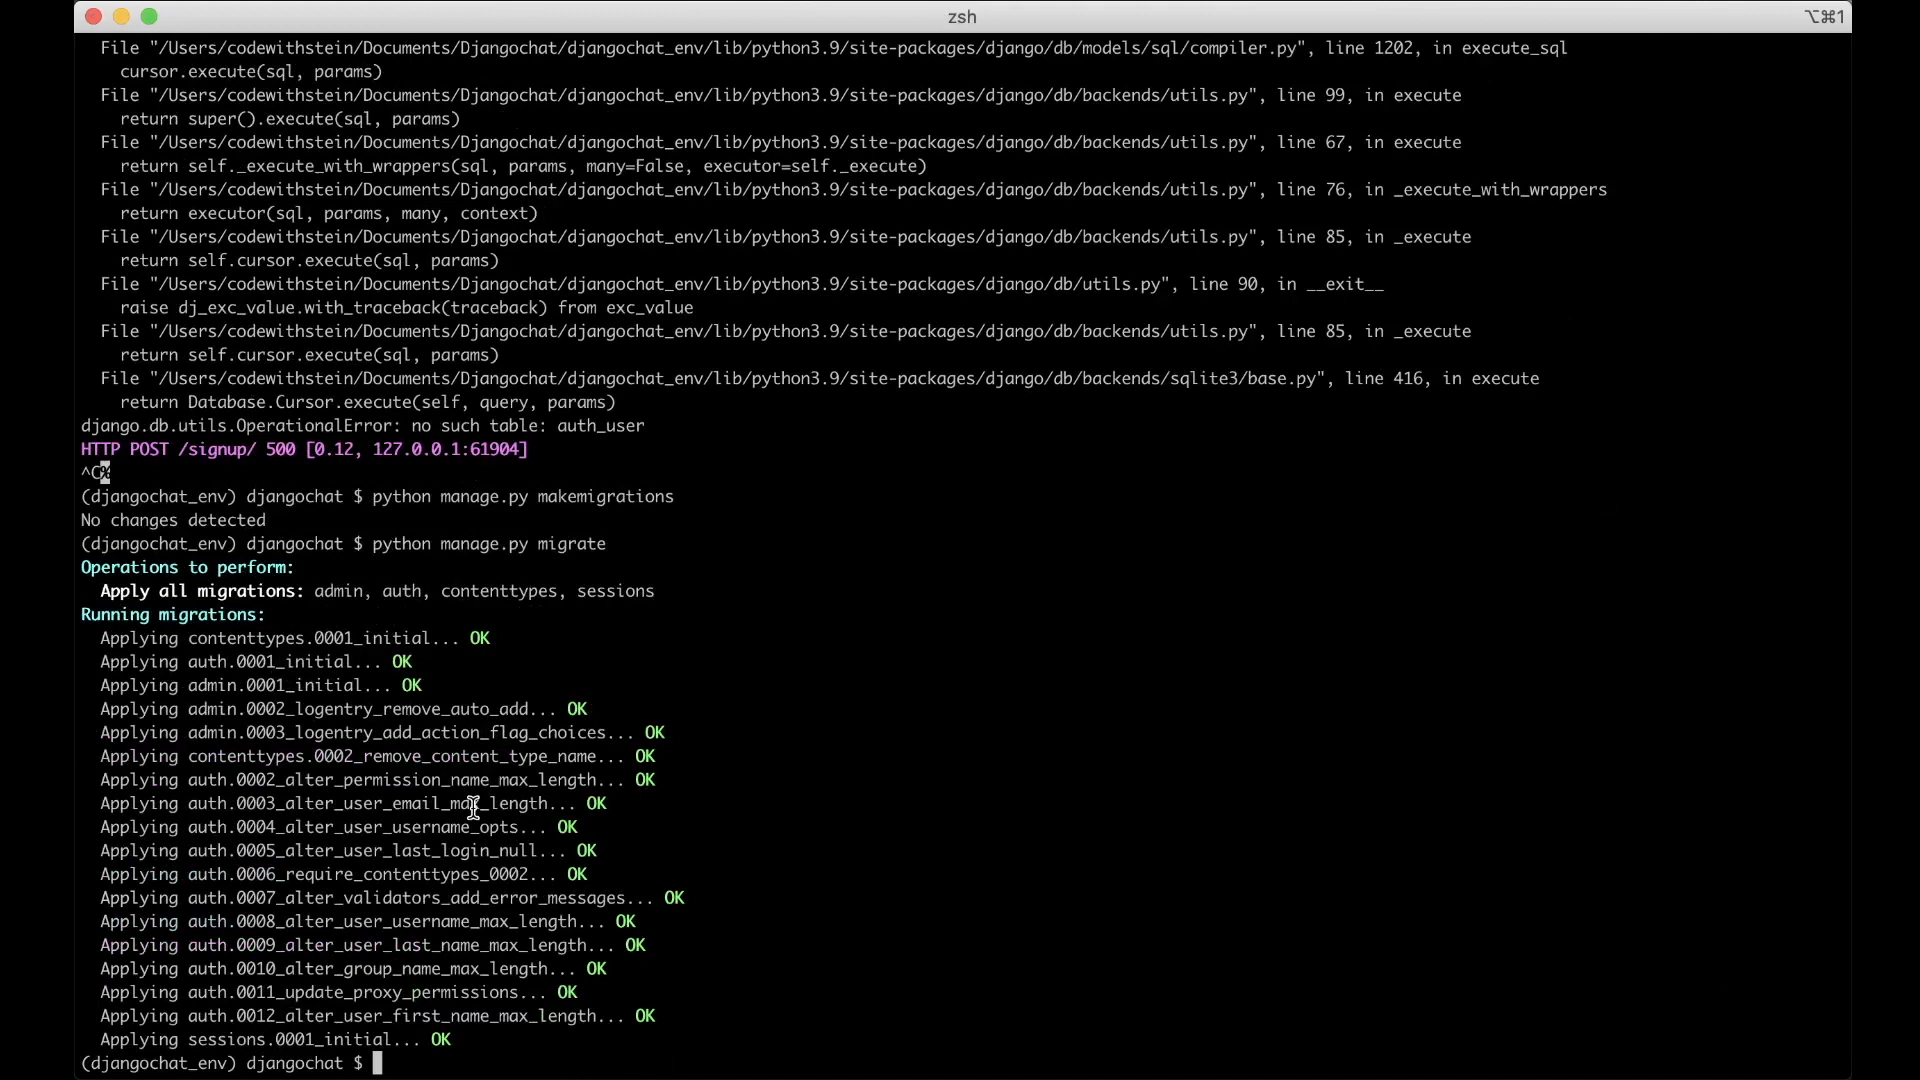 zsh
⌥⌘1
File "/Users/codewithstein/Documents/Djangochat/djangochat_env/lib/python3.9/site-packages/django/db/models/sql/compiler.py", line 1202, in execute_sql
cursor.execute(sql, params)
File "/Users/codewithstein/Documents/Djangochat/djangochat_env/lib/python3.9/site-packages/django/db/backends/utils.py", line 99, in execute
return super().execute(sql, params)
File "/Users/codewithstein/Documents/Djangochat/djangochat_env/lib/python3.9/site-packages/django/db/backends/utils.py", line 67, in execute
return self._execute_with_wrappers(sql, params, many=False, executor=self._execute)
File "/Users/codewithstein/Documents/Djangochat/djangochat_env/lib/python3.9/site-packages/django/db/backends/utils.py", line 76, in _execute_with_wrappers
return executor(sql, params, many, context)
File "/Users/codewithstein/Documents/Djangochat/djangochat_env/lib/python3.9/site-packages/django/db/backends/utils.py", line 85, in _execute
return self.cursor.execute(sql, params)
File "/Users/codewithstein/Documents/Djangochat/djangochat_env/lib/python3.9/site-packages/django/db/utils.py", line 90, in __exit__
raise dj_exc_value.with_traceback(traceback) from exc_value
File "/Users/codewithstein/Documents/Djangochat/djangochat_env/lib/python3.9/site-packages/django/db/backends/utils.py", line 85, in _execute
return self.cursor.execute(sql, params)
File "/Users/codewithstein/Documents/Djangochat/djangochat_env/lib/python3.9/site-packages/django/db/backends/sqlite3/base.py", line 416, in execute
return Database.Cursor.execute(self, query, params)
django.db.utils.OperationalError: no such table: auth_user
HTTP POST /signup/ 500 [0.12, 127.0.0.1:61904]
^C%
(djangochat_env) djangochat $ python manage.py makemigrations
No changes detected
(djangochat_env) djangochat $ python manage.py migrate
Operations to perform:
Apply all migrations: admin, auth, contenttypes, sessions
Running migrations:
Applying contenttypes.0001_initial... OK
Applying auth.0001_initial... OK
Applying admin.0001_initial... OK
Applying admin.0002_logentry_remove_auto_add... OK
Applying admin.0003_logentry_add_action_flag_choices... OK
Applying contenttypes.0002_remove_content_type_name... OK
Applying auth.0002_alter_permission_name_max_length... OK
Applying auth.0003_alter_user_email_max_length... OK
Applying auth.0004_alter_user_username_opts... OK
Applying auth.0005_alter_user_last_login_null... OK
Applying auth.0006_require_contenttypes_0002... OK
Applying auth.0007_alter_validators_add_error_messages... OK
Applying auth.0008_alter_user_username_max_length... OK
Applying auth.0009_alter_user_last_name_max_length... OK
Applying auth.0010_alter_group_name_max_length... OK
Applying auth.0011_update_proxy_permissions... OK
Applying auth.0012_alter_user_first_name_max_length... OK
Applying sessions.0001_initial... OK
(djangochat_env) djangochat $